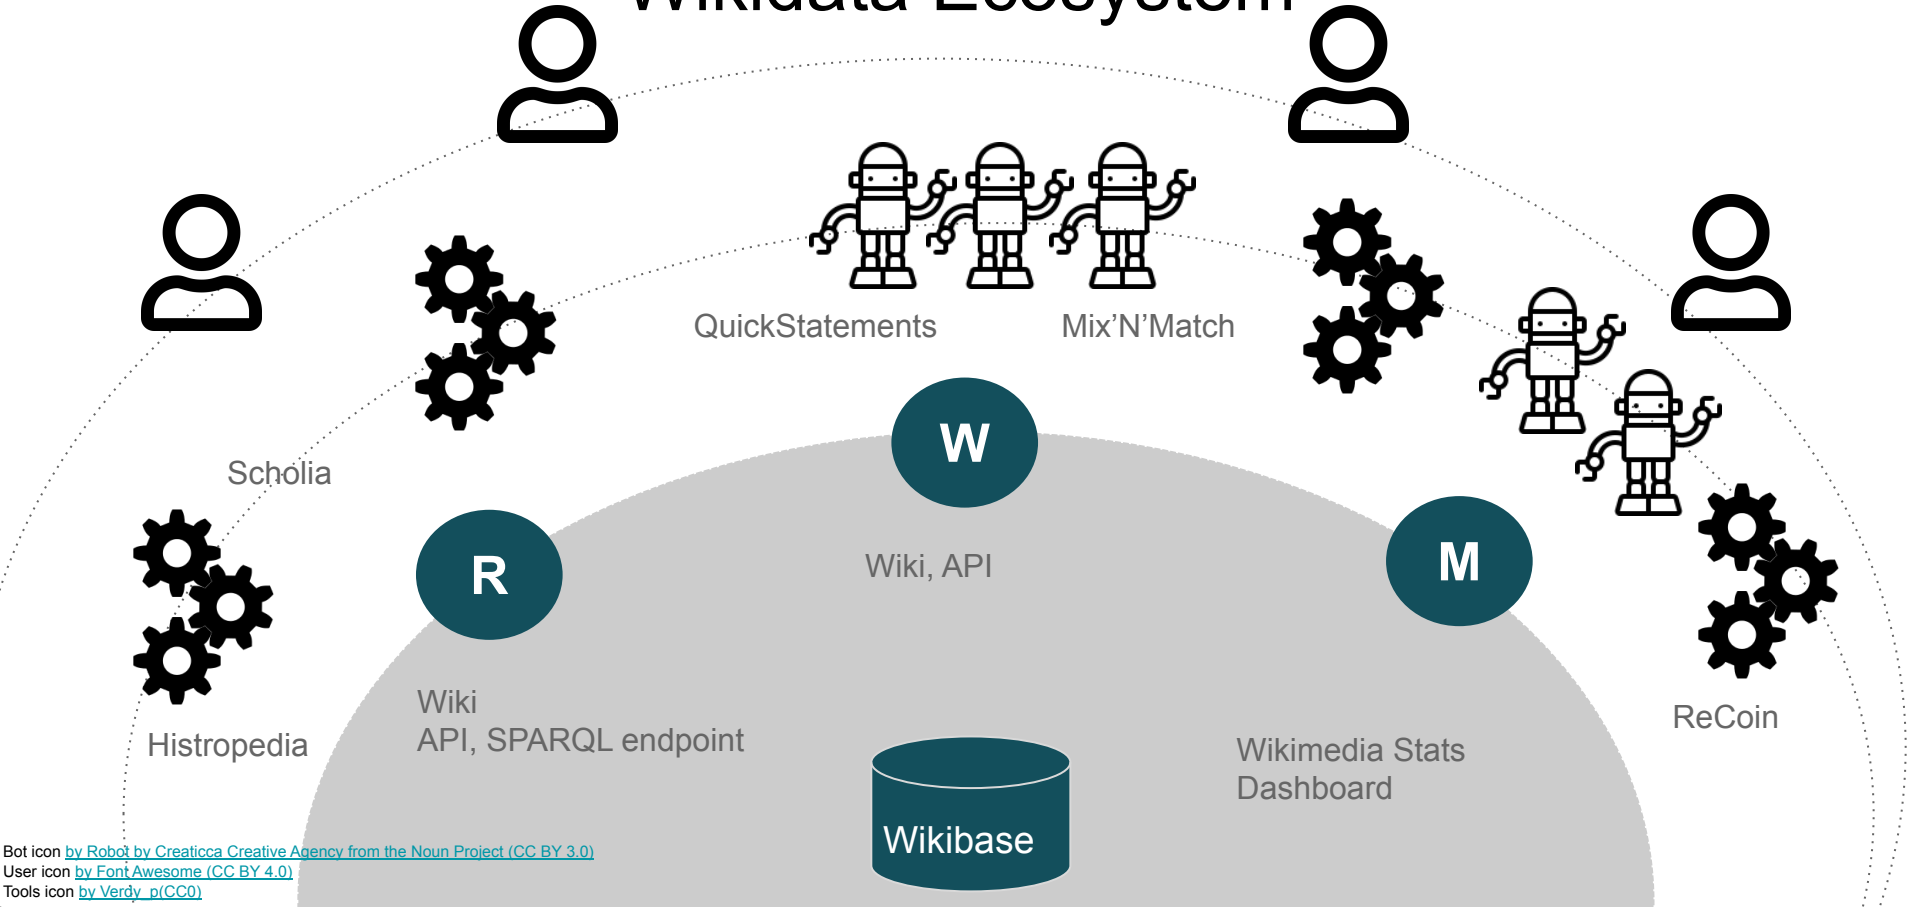 Wikidata Ecosystem
QuickStatements
Mix’N’Match
Scholia
W
R
M
Wiki, API
Wiki
API, SPARQL endpoint
Histropedia
ReCoin
Wikimedia Stats
Dashboard
Wikibase
Bot icon by Robot by Creaticca Creative Agency from the Noun Project (CC BY 3.0)
User icon by Font Awesome (CC BY 4.0)
Tools icon by Verdy_p(CC0)